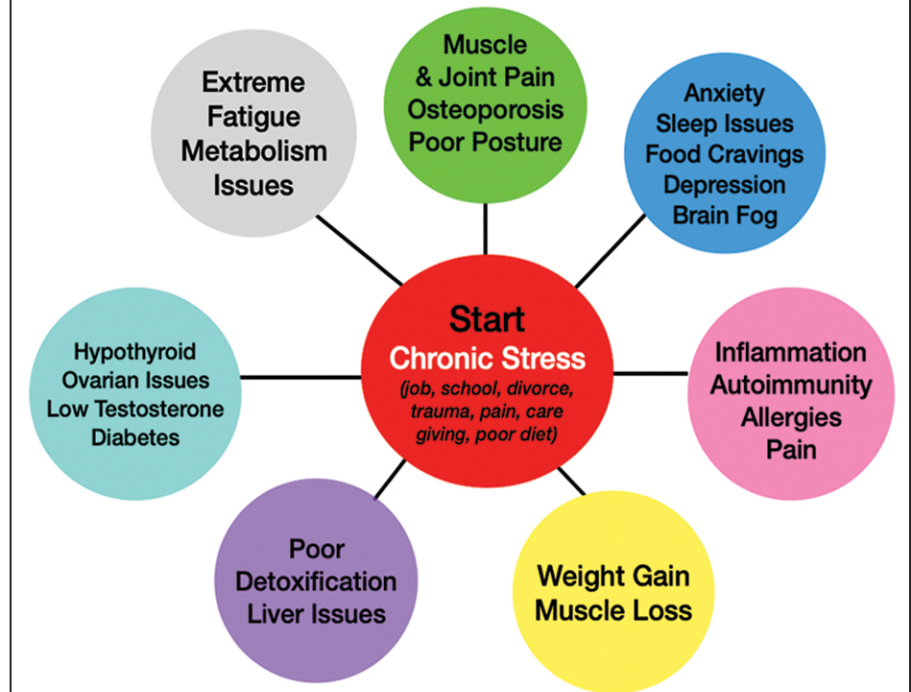 Extreme
Fatigue
Metabolism
Issues
Muscle
& Joint Pain
Osteoporosis
Poor Posture
Anxiety
Sleep Issues
Food Cravings
Depression
Brain Fog
Hypothyroid
Ovarian Issues
Low Testosterone
Diabetes
Start
Chronic Stress
(job, school, divorce,
trauma, pain, care
giving, poor diet)
Inflammation
Autoimmunity
Allergies
Pain
Poor
Detoxification
Liver Issues
Weight Gain
Muscle Loss